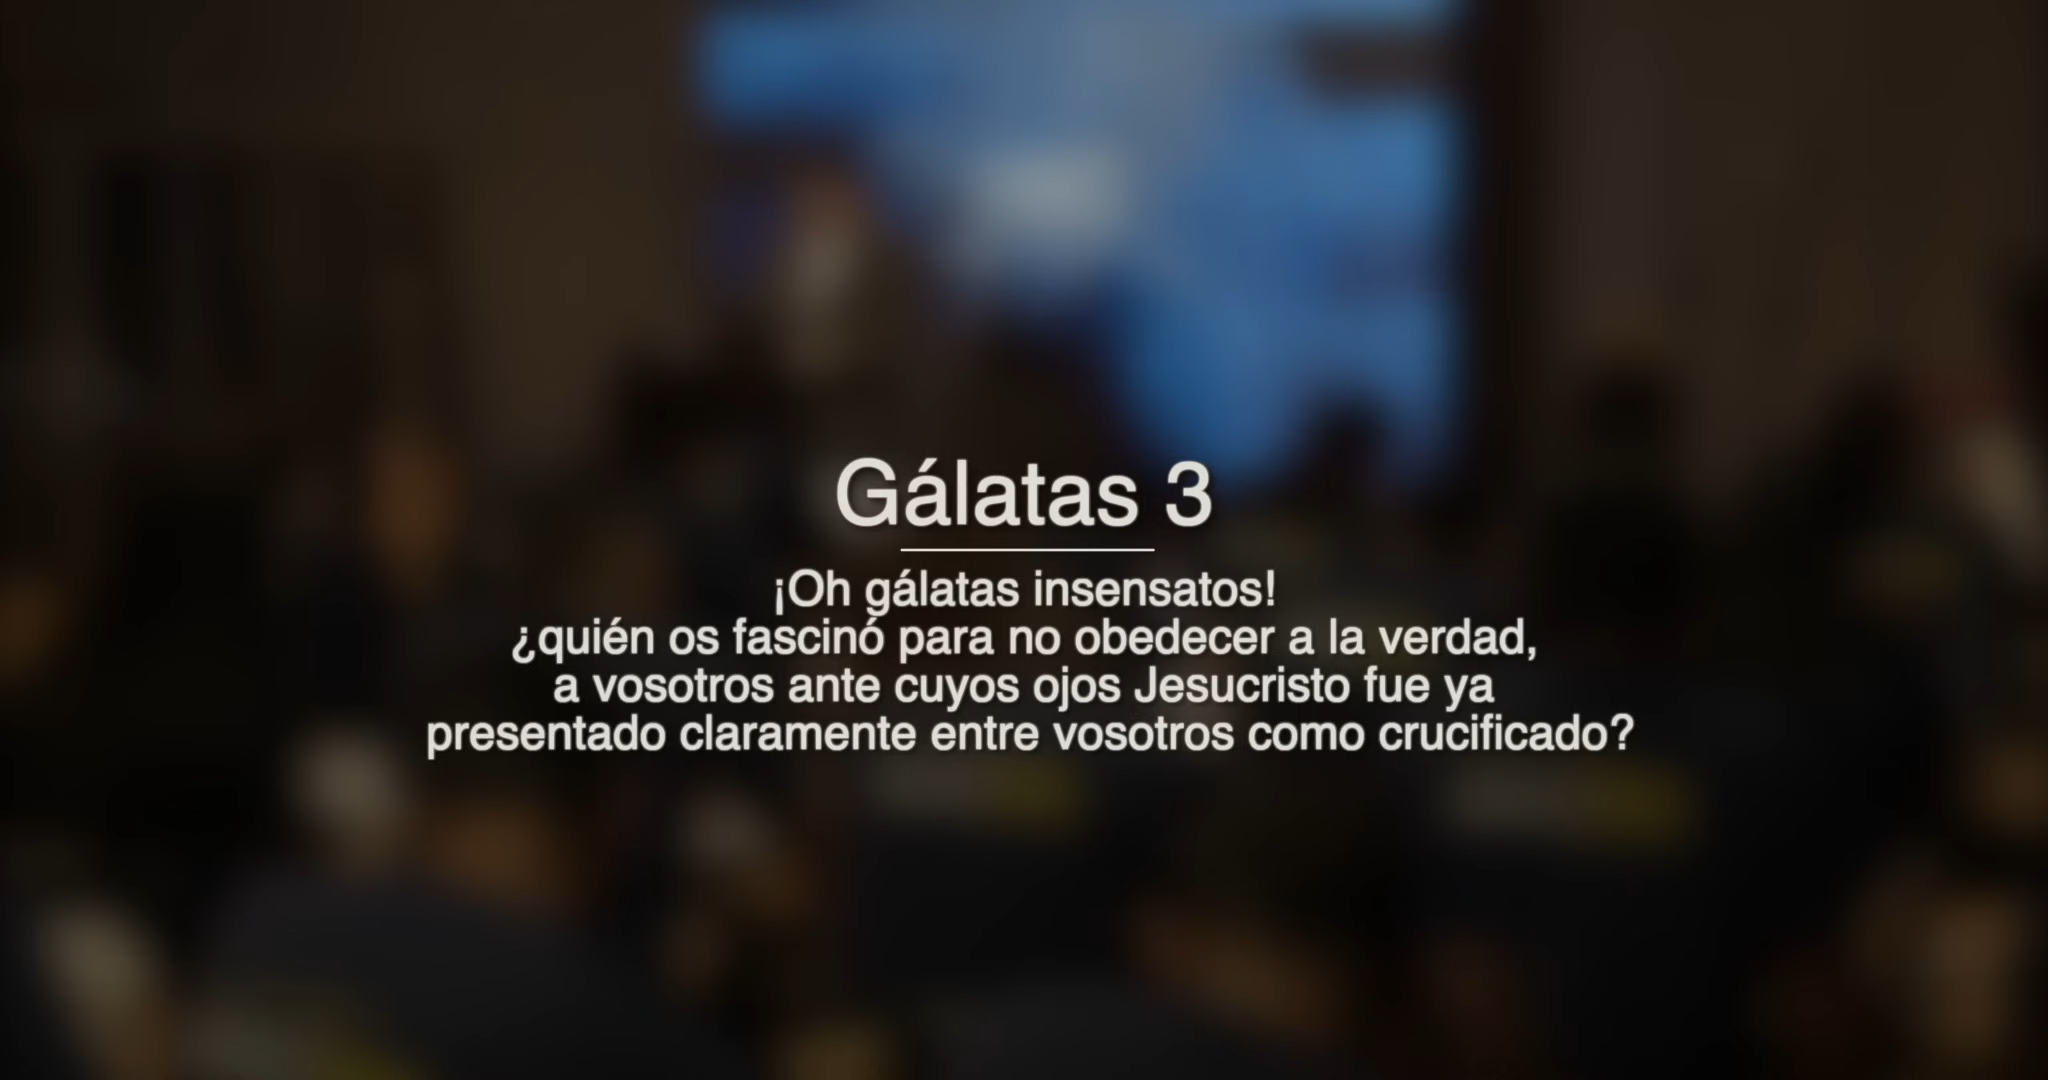 Gálatas 3
¡Oh gálatas insensatos!
¿quién os fascinó para no obedecer a la verdad,
a vosotros ante cuyos ojos Jesucristo fue ya
presentado claramente entre vosotros como crucificado?